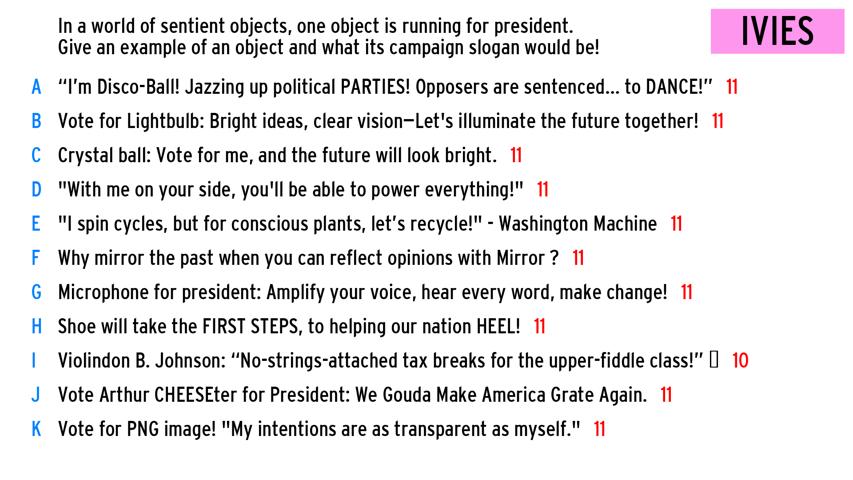 In a world of sentient objects, one object is running for president.
Give an example of an object and what its campaign slogan would be!
IVIES
A “I’m Disco-Ball! Jazzing up political PARTIES! Opposers are sentenced... to DANCE!” 11
B Vote for Lightbulb: Bright ideas, clear vision—Let's illuminate the future together! 11
C Crystal ball: Vote for me, and the future will look bright. 11
D "With me on your side, you'll be able to power everything!" 11
E "I spin cycles, but for conscious plants, let’s recycle!" - Washington Machine 11
F Why mirror the past when you can reflect opinions with Mirror ? 11
G Microphone for president: Amplify your voice, hear every word, make change! 11
H Shoe will take the FIRST STEPS, to helping our nation HEEL! 11
I Violindon B. Johnson: “No-strings-attached tax breaks for the upper-fiddle class!” 10
J Vote Arthur CHEESEter for President: We Gouda Make America Grate Again. 11
K Vote for PNG image! "My intentions are as transparent as myself." 11